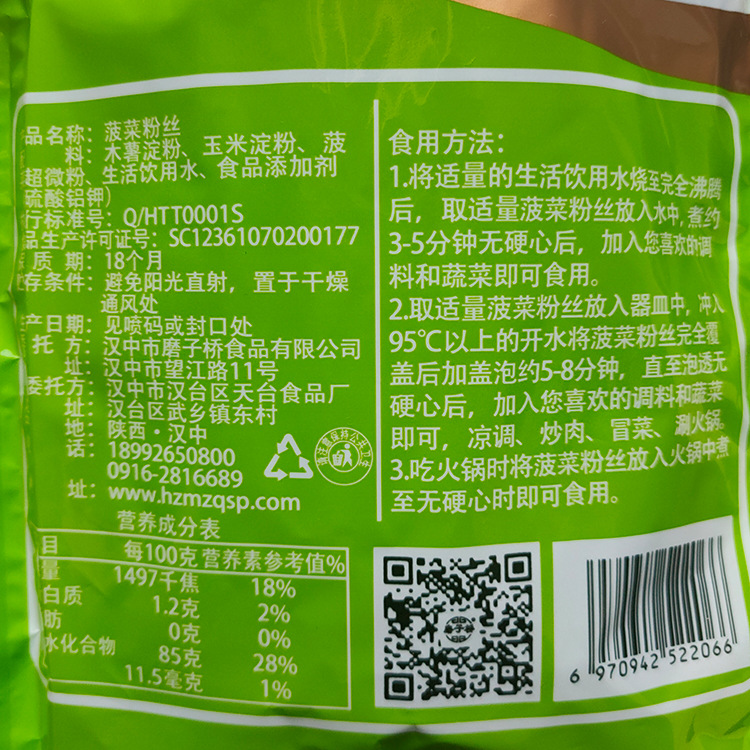 品名称：菠菜粉丝
料：木薯淀粉、玉米淀粉、菠
超微粉、生活饮用水、食品添加剂
硫酸铝钾）
行标准号：Q/HTT0001S
品生产许可证号：SC12361070200177
质期：18个月
存条件：避免阳光直射，置于干燥
通风处
产日期：见喷码或封口处
托方：汉中市磨子桥食品有限公司
址：汉中市望江路11号
委托方：汉中市汉台区天台食品厂
址：汉台区武乡镇东村
地：陕西·汉中
话：18992650800
0916-2816689
址：www.hzmzqsp.com
营养成分表
目 每100克 营养素参考值%
量 1497千焦 18%
白质 1.2克 2%
肪 0克 0%
水化合物 85克 28%
11.5毫克 1%
食用方法：
1.将适量的生活饮用水烧至完全沸腾
后，取适量菠菜粉丝放入水中，煮约
3-5分钟无硬心后，加入您喜欢的调
料和蔬菜即可食用。
2.取适量菠菜粉丝放入器皿中，冲入
95℃以上的开水将菠菜粉丝完全覆
盖后加盖泡约5-8分钟，直至泡透无
硬心后，加入您喜欢的调料和蔬菜
即可，凉调、炒肉、冒菜、涮火锅。
3.吃火锅时将菠菜粉丝放入火锅中煮
至无硬心时即可食用。
6 970942 522066